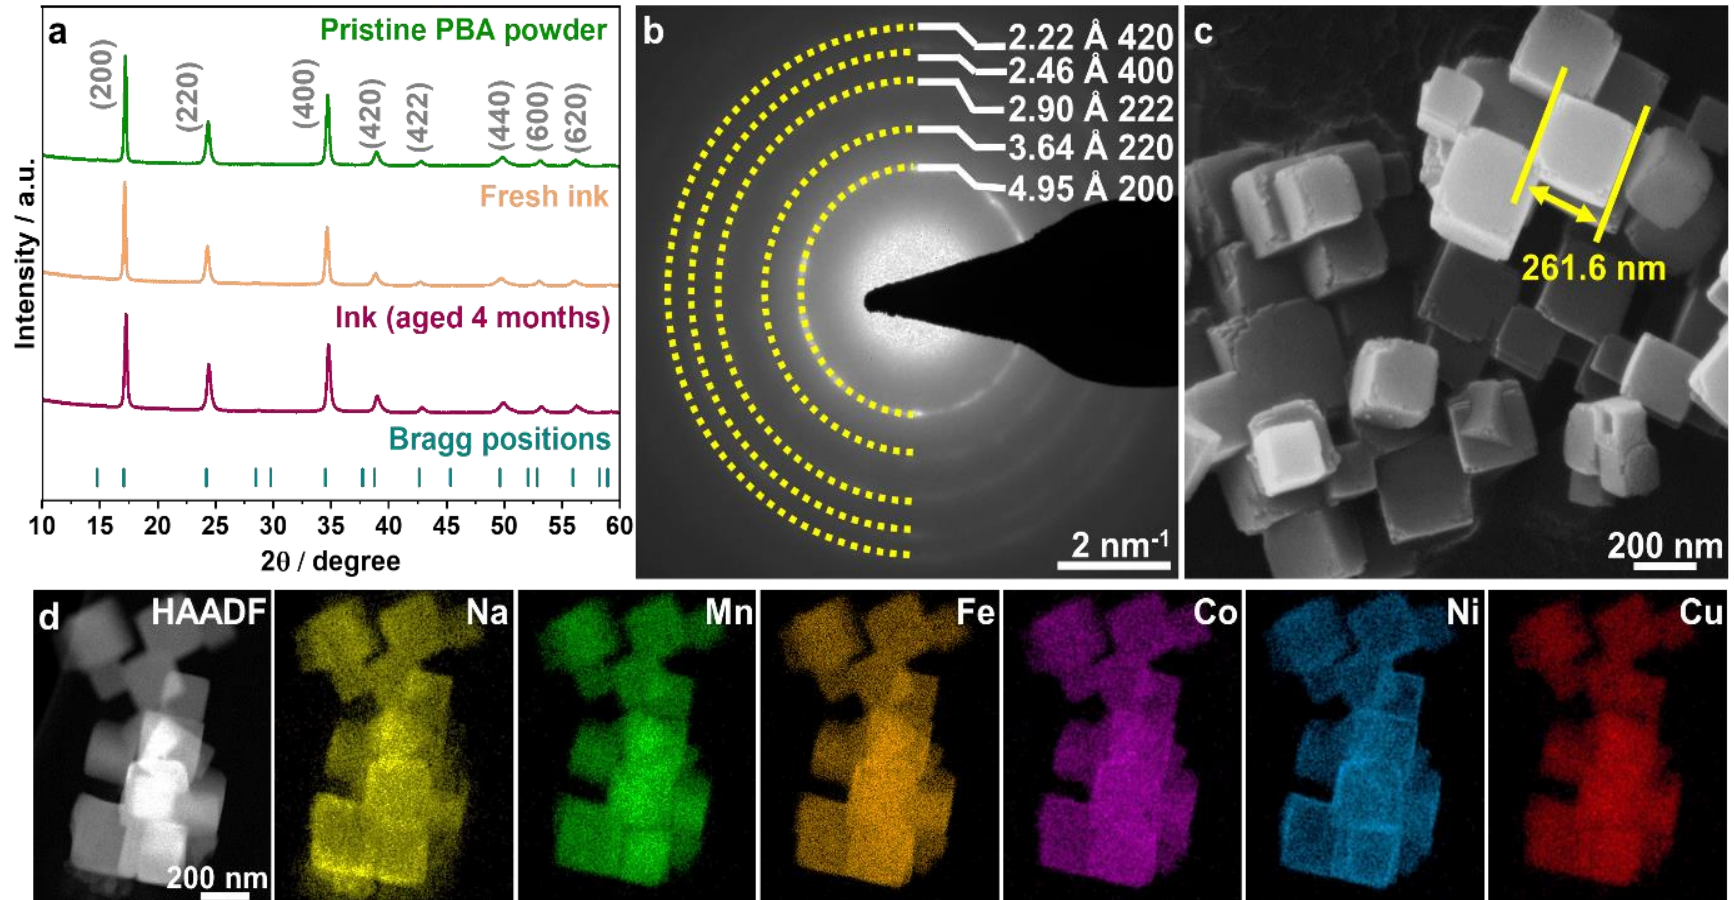 a
Pristine PBA powder
(200)
(220)
(400)
(420)
(422)
(440)
(600)
(620)
Fresh ink
Ink (aged 4 months)
Bragg positions
Intensity / a.u.
10 15 20 25 30 35 40 45 50 55 60
2θ / degree
b
2.22 Å 420
2.46 Å 400
2.90 Å 222
3.64 Å 220
4.95 Å 200
2 nm⁻¹
c
261.6 nm
200 nm
d
HAADF
200 nm
Na
Mn
Fe
Co
Ni
Cu